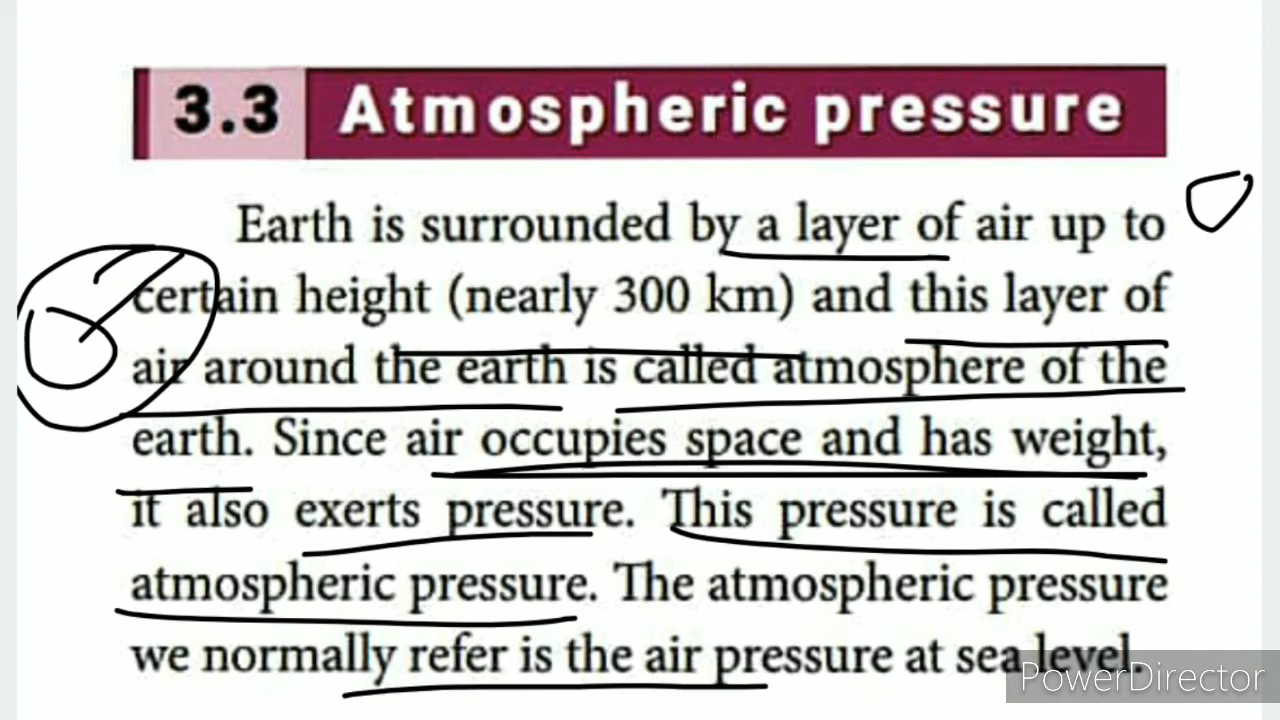 3.3 Atmospheric pressure
Earth is surrounded by a layer of air up to
certain height (nearly 300 km) and this layer of
air around the earth is called atmosphere of the
earth. Since air occupies space and has weight,
it also exerts pressure. This pressure is called
atmospheric pressure. The atmospheric pressure
we normally refer is the air pressure at sea level.
PowerDirector